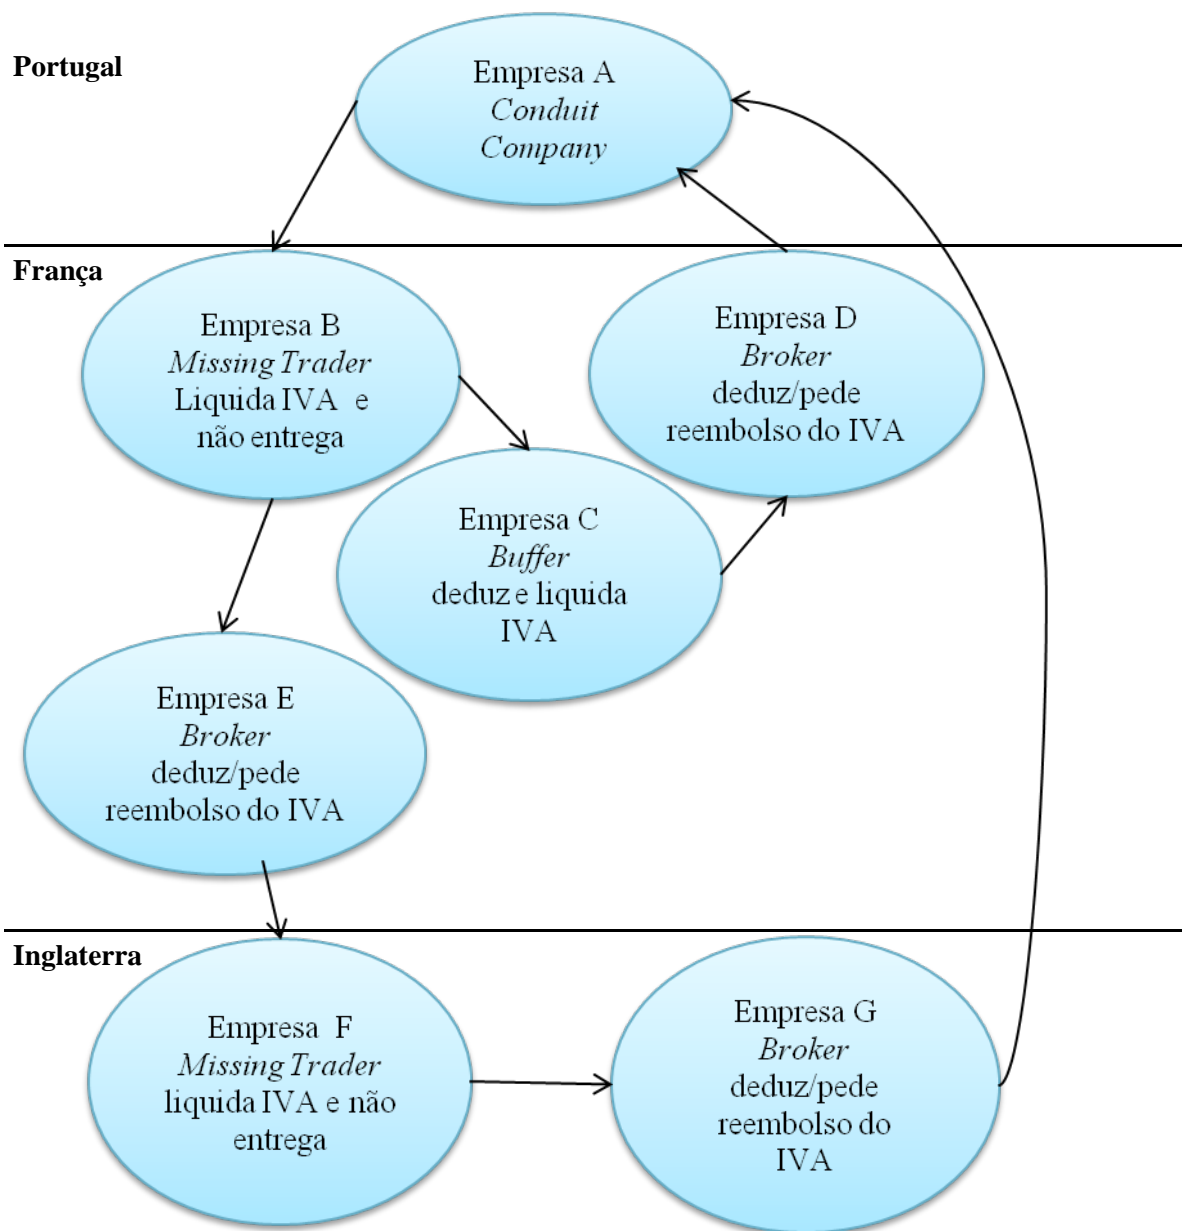 Portugal
Empresa A
Conduit
Company
França
Empresa B
Missing Trader
Liquida IVA e
não entrega
Empresa D
Broker
deduz/pede
reembolso do IVA
Empresa C
Buffer
deduz e liquida
IVA
Empresa E
Broker
deduz/pede
reembolso do IVA
Inglaterra
Empresa F
Missing Trader
liquida IVA e não
entrega
Empresa G
Broker
deduz/pede
reembolso do
IVA